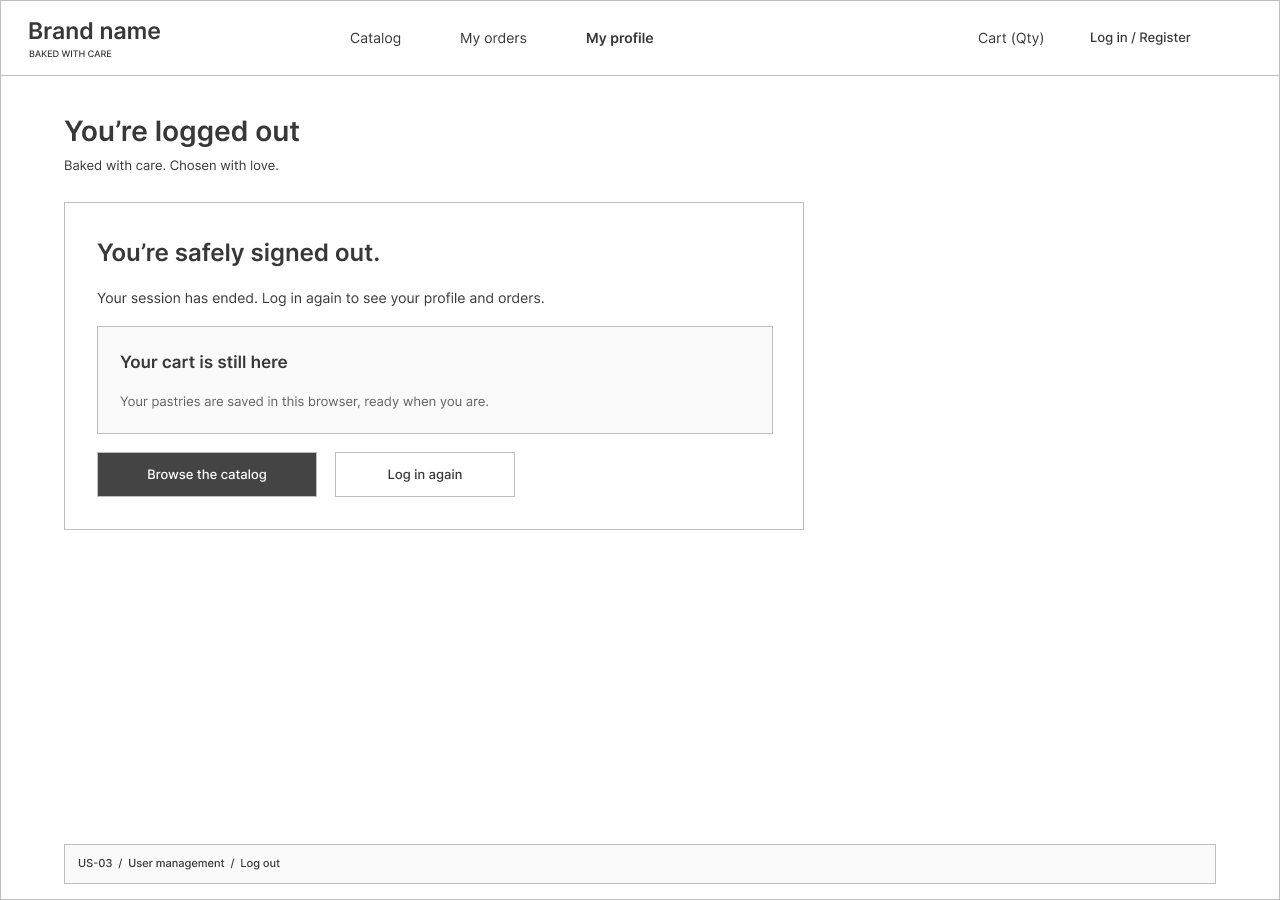 Brand name
BAKED WITH CARE
Catalog
My orders
My profile
Cart (Qty)
Log in / Register
You’re logged out
Baked with care. Chosen with love.
You’re safely signed out.
Your session has ended. Log in again to see your profile and orders.
Your cart is still here
Your pastries are saved in this browser, ready when you are.
Browse the catalog
Log in again
US-03 / User management / Log out